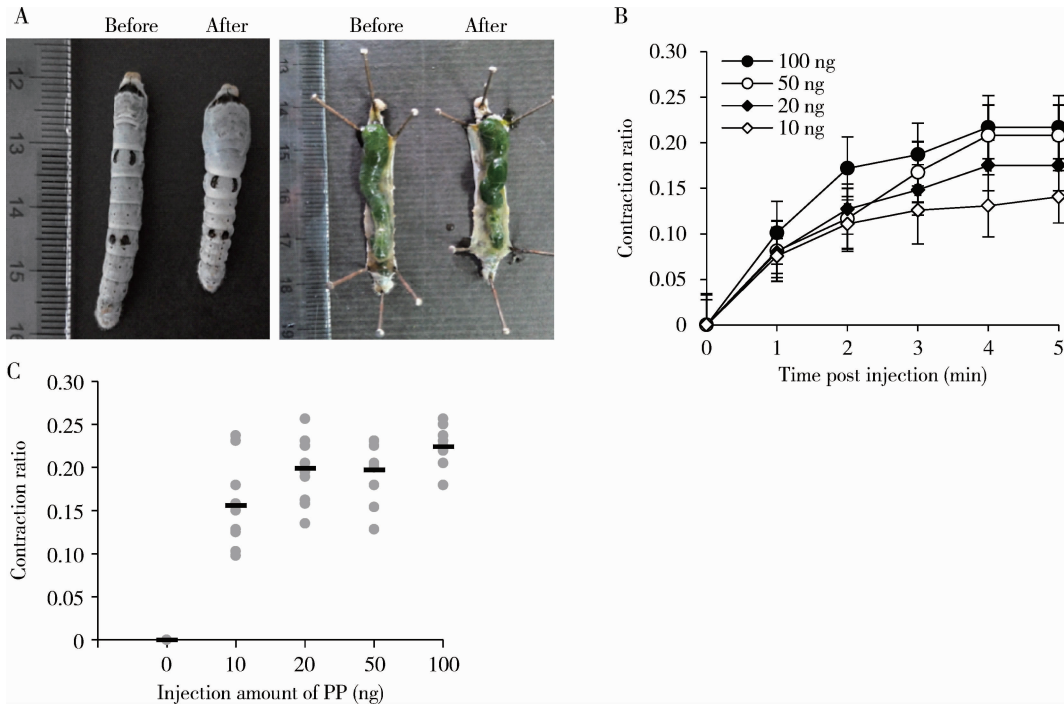 A
Before After
Before After
12
13
14
15
13
14
15
17
18
19
B
0.30
0.25
0.20
0.15
0.10
0.05
0
Contraction ratio
100 ng
50 ng
20 ng
10 ng
0 1 2 3 4 5
Time post injection (min)
C
0.30
0.25
0.20
0.15
0.10
0.05
0
Contraction ratio
0 10 20 50 100
Injection amount of PP (ng)